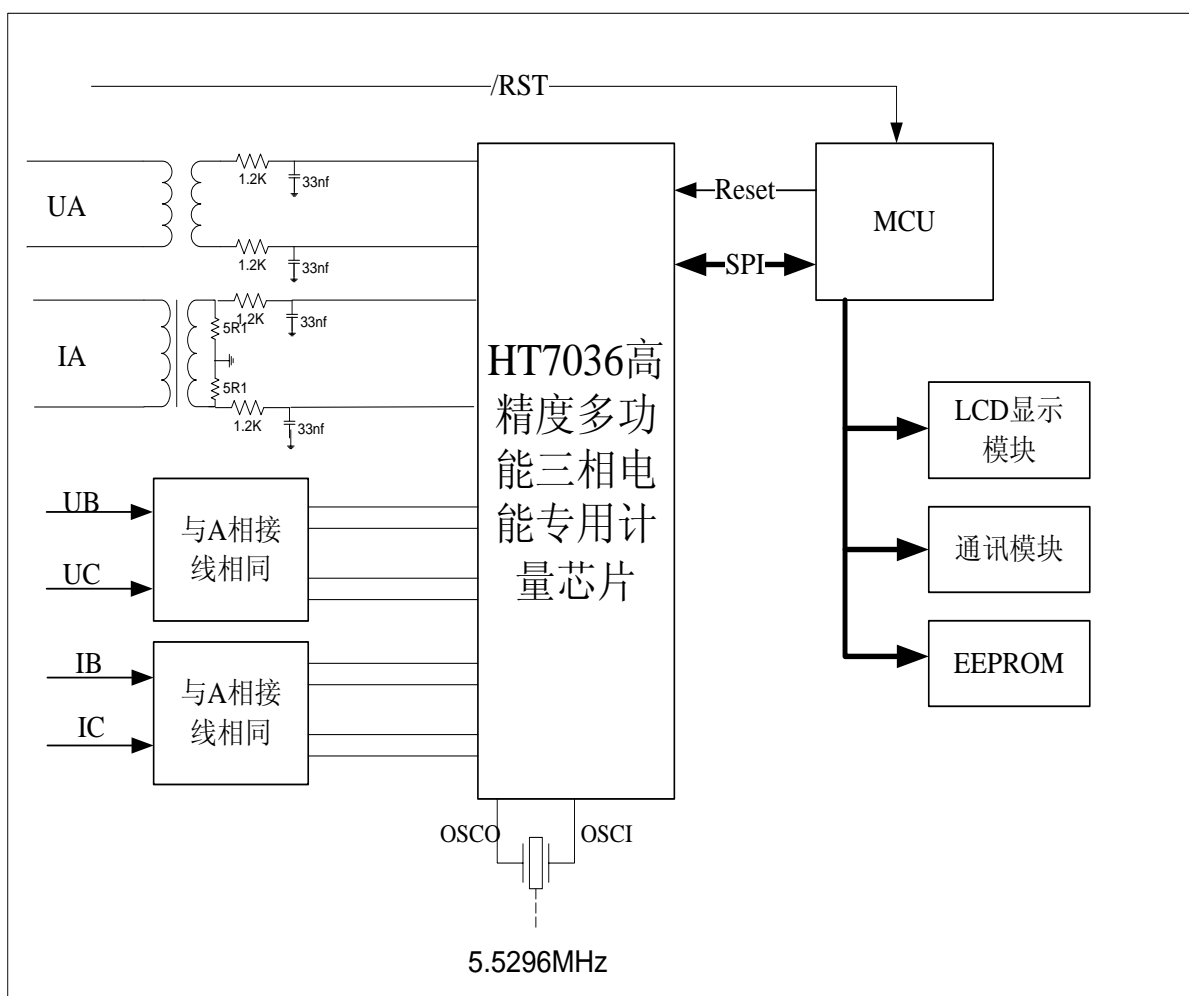 /RST
1.2K
33nf
UA
1.2K
33nf
Reset
MCU
SPI
1.2K
33nf
5R1
IA
5R1
1.2K
33nf
HT7036高
精度多功
能三相电
能专用计
量芯片
LCD显示
模块
UB
与A相接
线相同
UC
通讯模块
IB
与A相接
线相同
IC
EEPROM
OSCO
OSCI
5.5296MHz